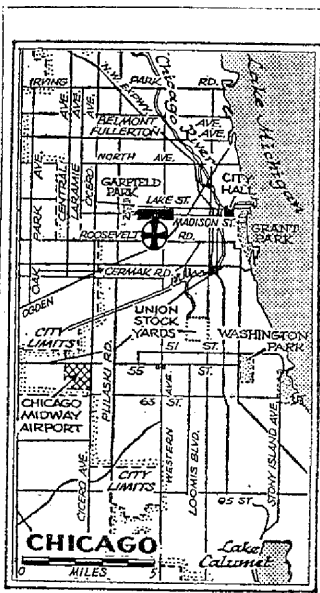 IRVING PARK RD.
N.W. EXPWY.
Chicago River
Lake Michigan
BELMONT AVE.
FULLERTON AVE.
NORTH AVE.
OAK PARK AVE.
CENTRAL AVE.
LARAMIE AVE.
CICERO AVE.
GARFIELD PARK
CITY HALL
LAKE ST.
MADISON ST.
GRANT PARK
ROOSEVELT RD.
CERMAK RD.
OGDEN
CITY LIMITS
UNION STOCK YARDS
WASHINGTON PARK
51 ST.
55 ST.
63 ST.
CHICAGO MIDWAY AIRPORT
PULASKI RD.
CICERO AVE.
WESTERN AVE.
LOOMIS BLVD.
STONY ISLAND AVE.
CITY LIMITS
95 ST.
CHICAGO
0 MILES 5
Lake Calumet